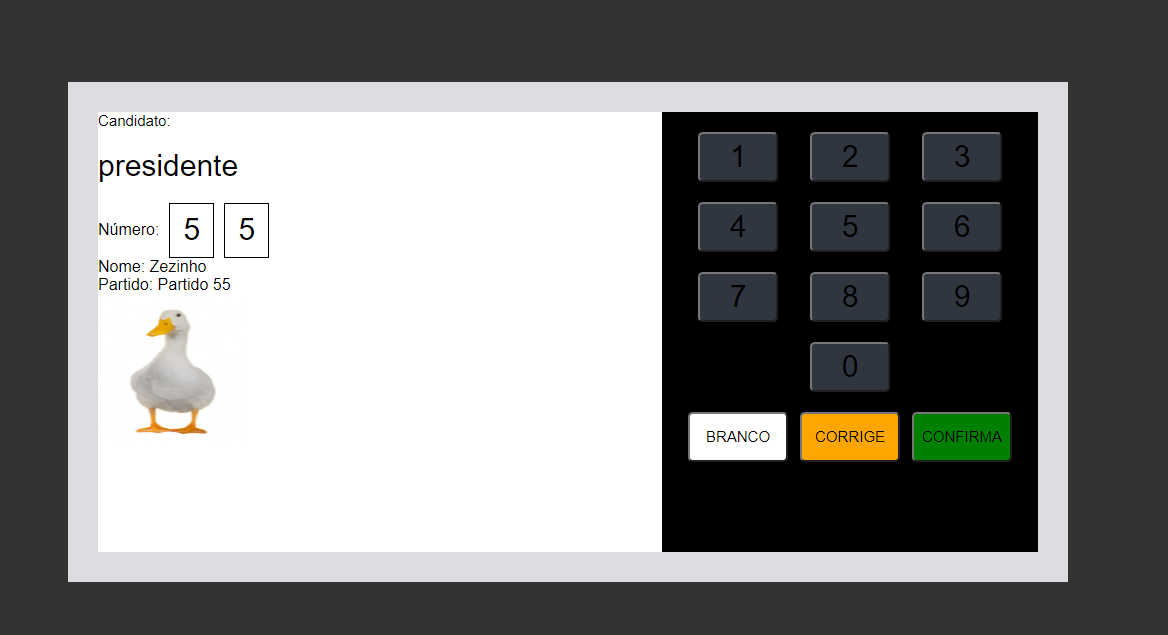 Candidato:
presidente
Número: 5 5
Nome: Zezinho
Partido: Partido 55
1 2 3
4 5 6
7 8 9
0
BRANCO CORRIGE CONFIRMA